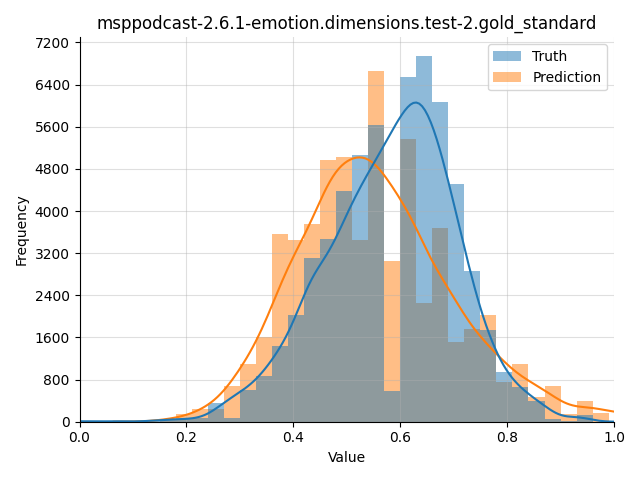 msppodcast-2.6.1-emotion.dimensions.test-2.gold_standard
7200
6400
5600
4800
4000
3200
2400
1600
800
0
Frequency
Truth
Prediction
0.0 0.2 0.4 0.6 0.8 1.0
Value